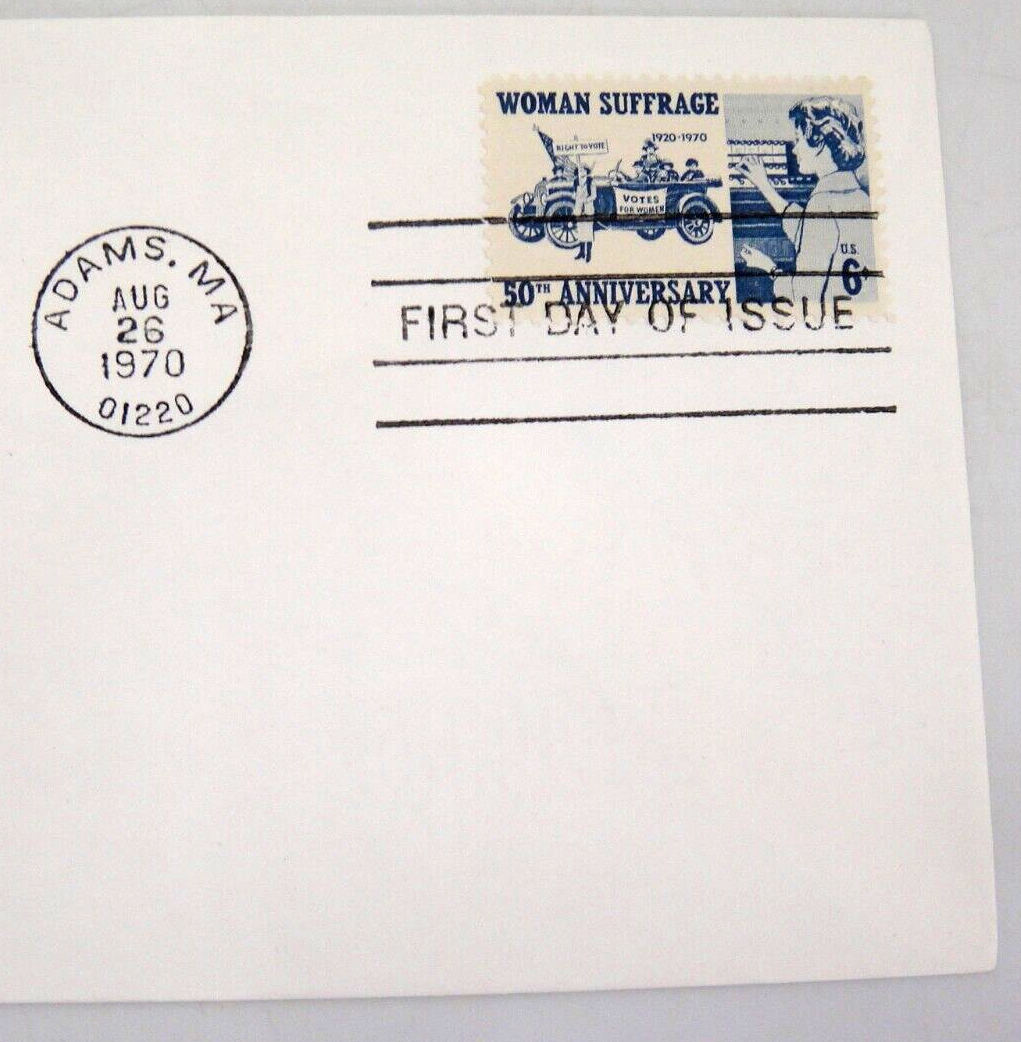 WOMAN SUFFRAGE
1920-1970
RIGHT TO VOTE
VOTES
FOR WOMEN
U.S.
6¢
50TH ANNIVERSARY
ADAMS, MA
AUG
26
1970
01220
FIRST DAY OF ISSUE